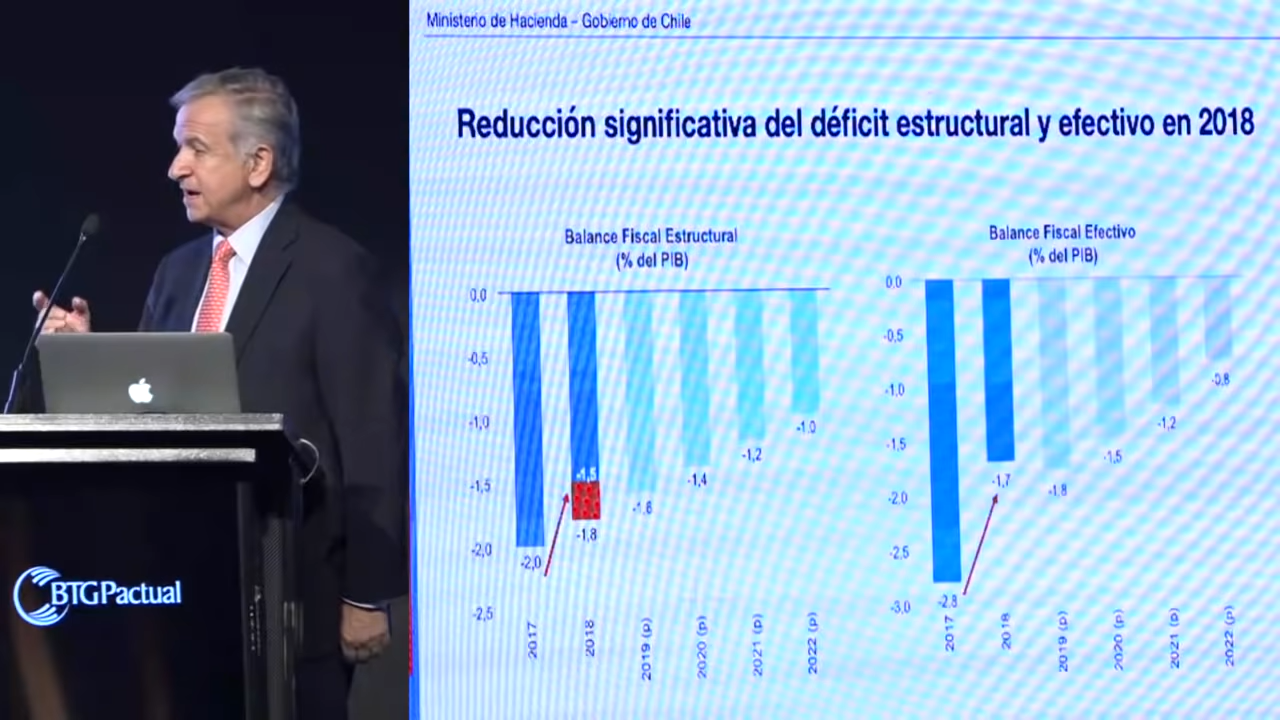 Ministerio de Hacienda – Gobierno de Chile
Reducción significativa del déficit estructural y efectivo en 2018
Balance Fiscal Estructural
(% del PIB)
0,0
-0,5
-1,0
-1,5
-2,0
-2,5
-2,0
-1,5
-1,8
-1,6
-1,4
-1,2
-1,0
2017
2018
2019 (p)
2020 (p)
2021 (p)
2022 (p)
Balance Fiscal Efectivo
(% del PIB)
0,0
-0,5
-1,0
-1,5
-2,0
-2,5
-3,0
-2,8
-1,7
-1,8
-1,5
-1,2
-0,8
2017
2018
2019 (p)
2020 (p)
2021 (p)
2022 (p)
BTGPactual